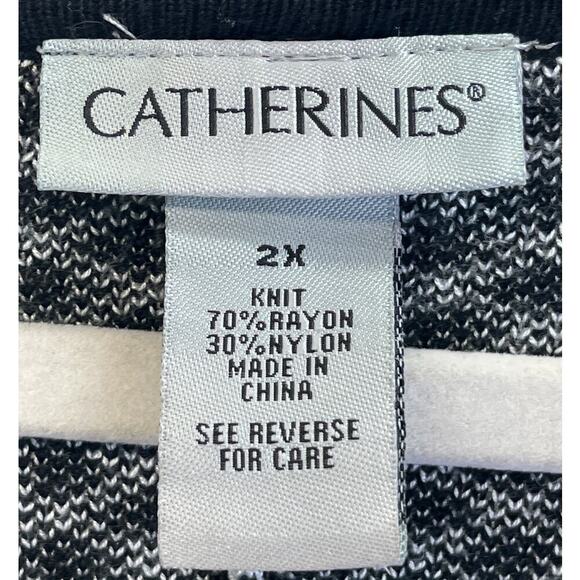 CATHERINES®
2X
KNIT
70%RAYON
30%NYLON
MADE IN
CHINA
SEE REVERSE
FOR CARE